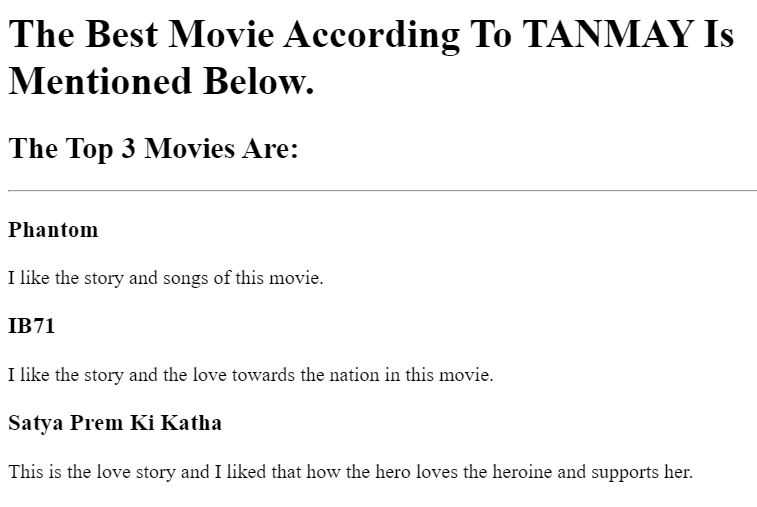 The Best Movie According To TANMAY Is
Mentioned Below.
The Top 3 Movies Are:
Phantom
I like the story and songs of this movie.
IB71
I like the story and the love towards the nation in this movie.
Satya Prem Ki Katha
This is the love story and I liked that how the hero loves the heroine and supports her.